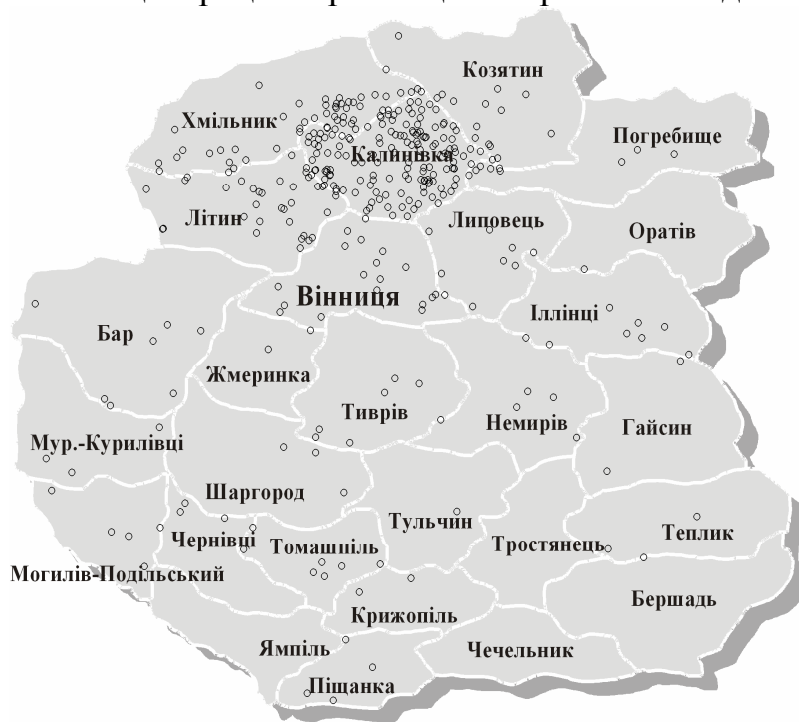 Козятин
Хмільник
Погребище
Калинівка
Літин
Липовець
Оратів
Вінниця
Іллінці
Бар
Жмеринка
Тиврів
Немирів
Гайсин
Мур.-Курилівці
Шаргород
Тульчин
Теплик
Чернівці
Томашпіль
Тростянець
Могилів-Подільський
Бершадь
Крижопіль
Ямпіль
Чечельник
Піщанка